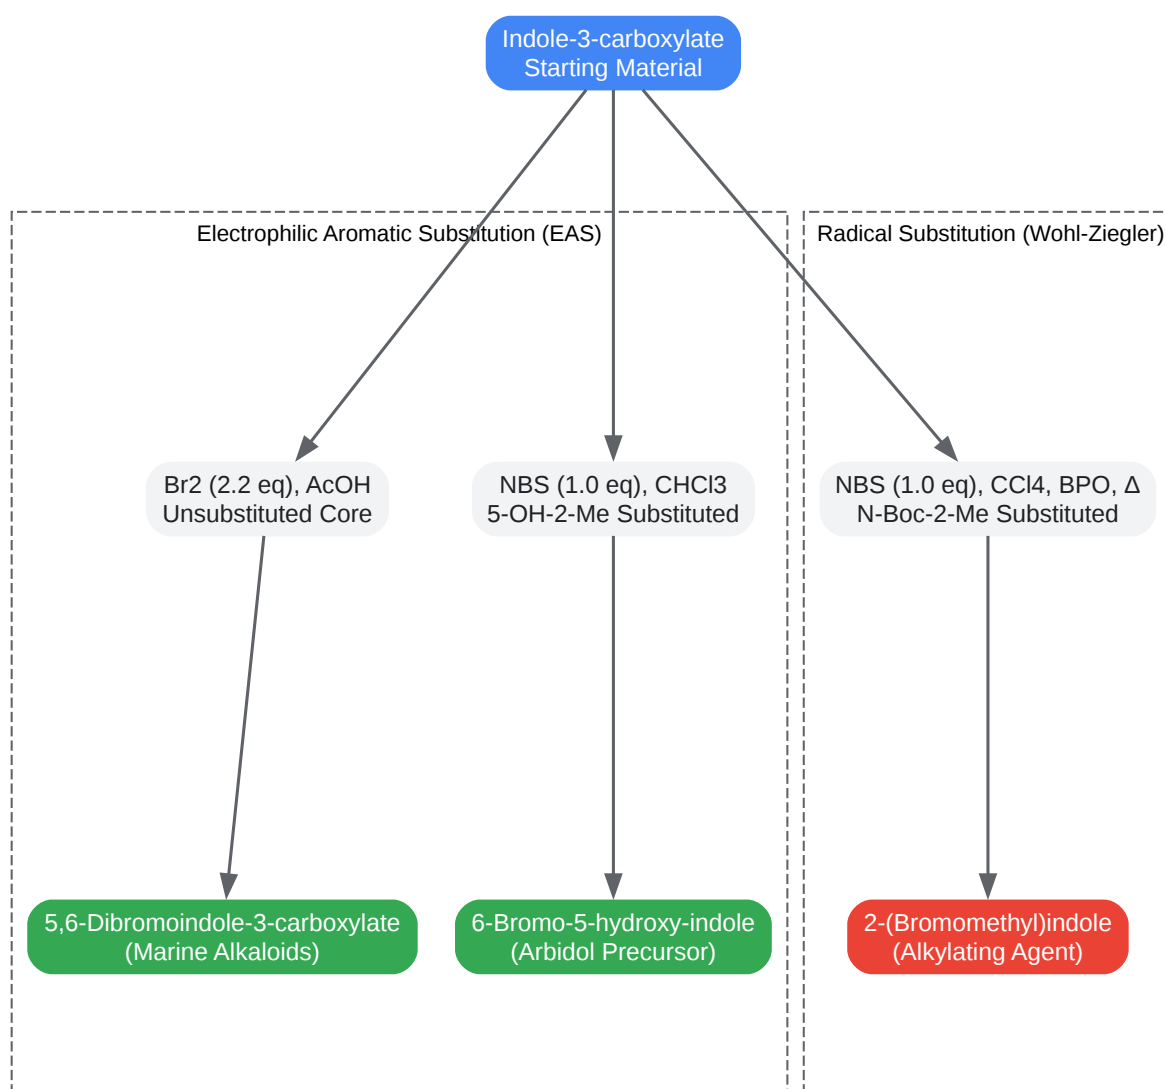 Indole-3-carboxylate
Starting Material
Electrophilic Aromatic Substitution (EAS)
Radical Substitution (Wohl-Ziegler)
Br2 (2.2 eq), AcOH
Unsubstituted Core
NBS (1.0 eq), CHCl3
5-OH-2-Me Substituted
NBS (1.0 eq), CCl4, BPO, Δ
N-Boc-2-Me Substituted
5,6-Dibromoindole-3-carboxylate
(Marine Alkaloids)
6-Bromo-5-hydroxy-indole
(Arbidol Precursor)
2-(Bromomethyl)indole
(Alkylating Agent)